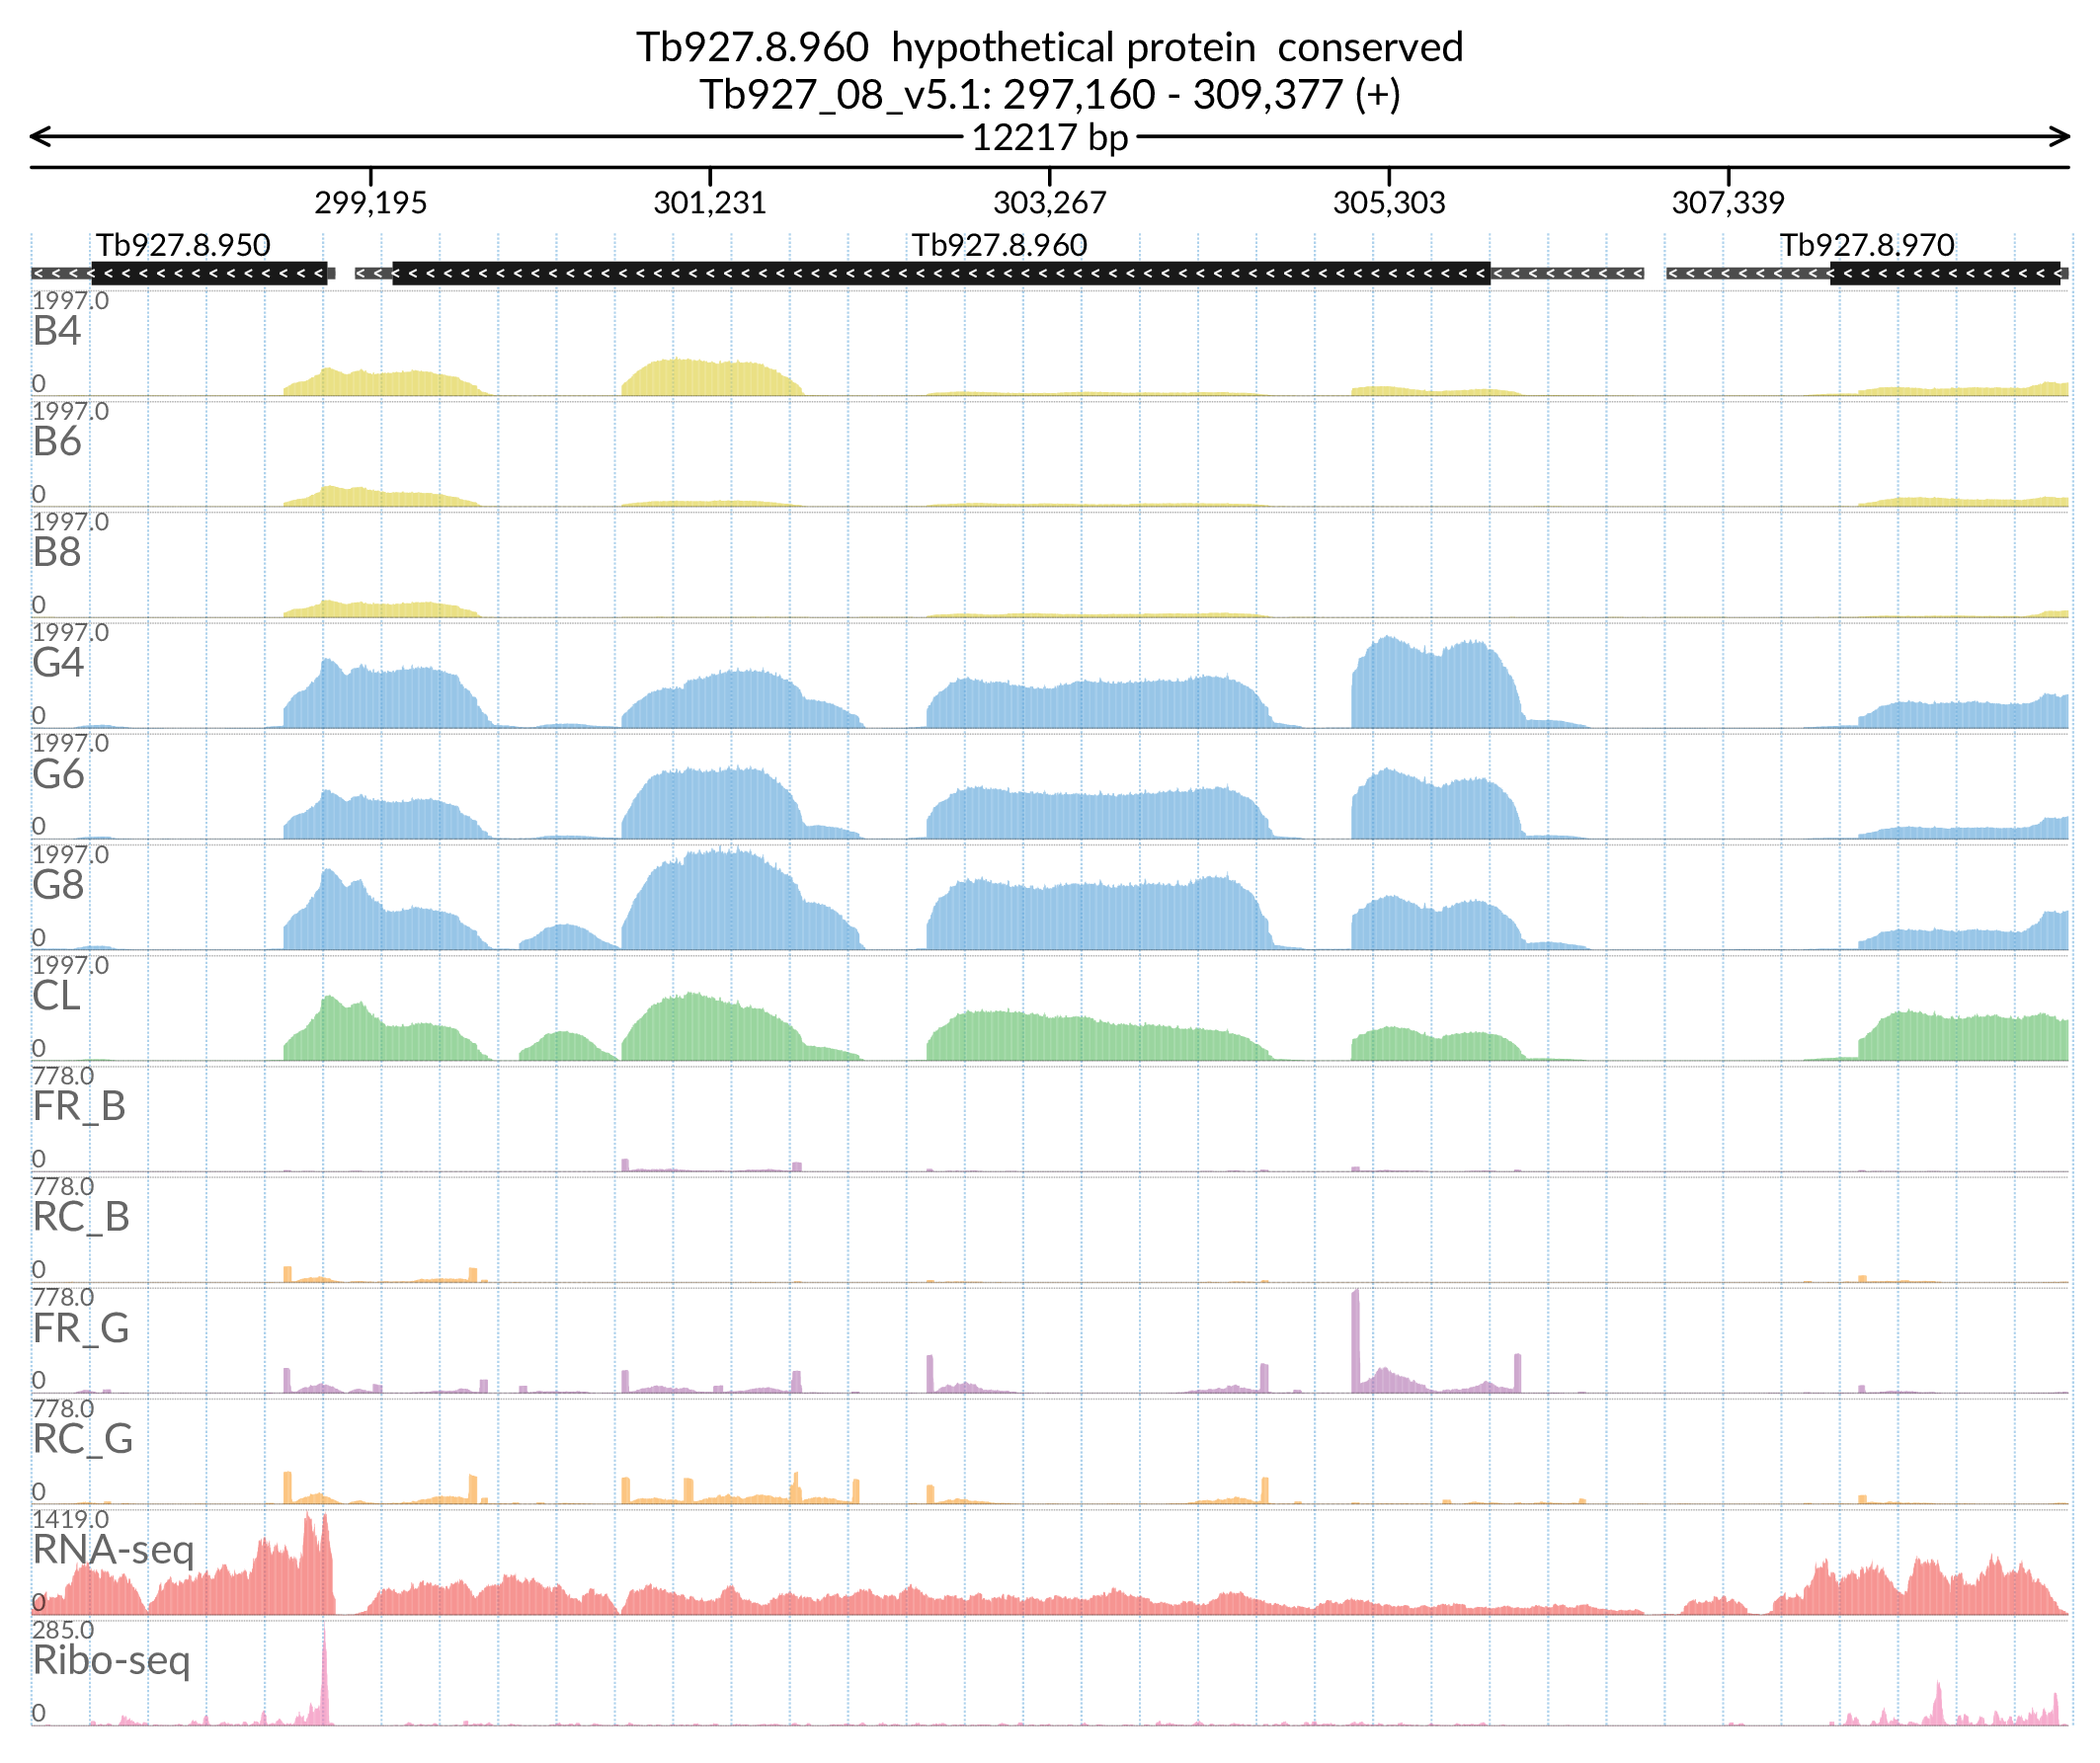 Tb927.8.960 hypothetical protein conserved
Tb927_08_v5.1: 297,160 - 309,377 (+)
12217 bp
299,195 301,231 303,267 305,303 307,339
Tb927.8.950 Tb927.8.960 Tb927.8.970
1997.0
B4
0
1997.0
B6
0
1997.0
B8
0
1997.0
G4
0
1997.0
G6
0
1997.0
G8
0
1997.0
CL
0
778.0
FR_B
0
778.0
RC_B
0
778.0
FR_G
0
778.0
RC_G
0
1419.0
RNA-seq
0
285.0
Ribo-seq
0